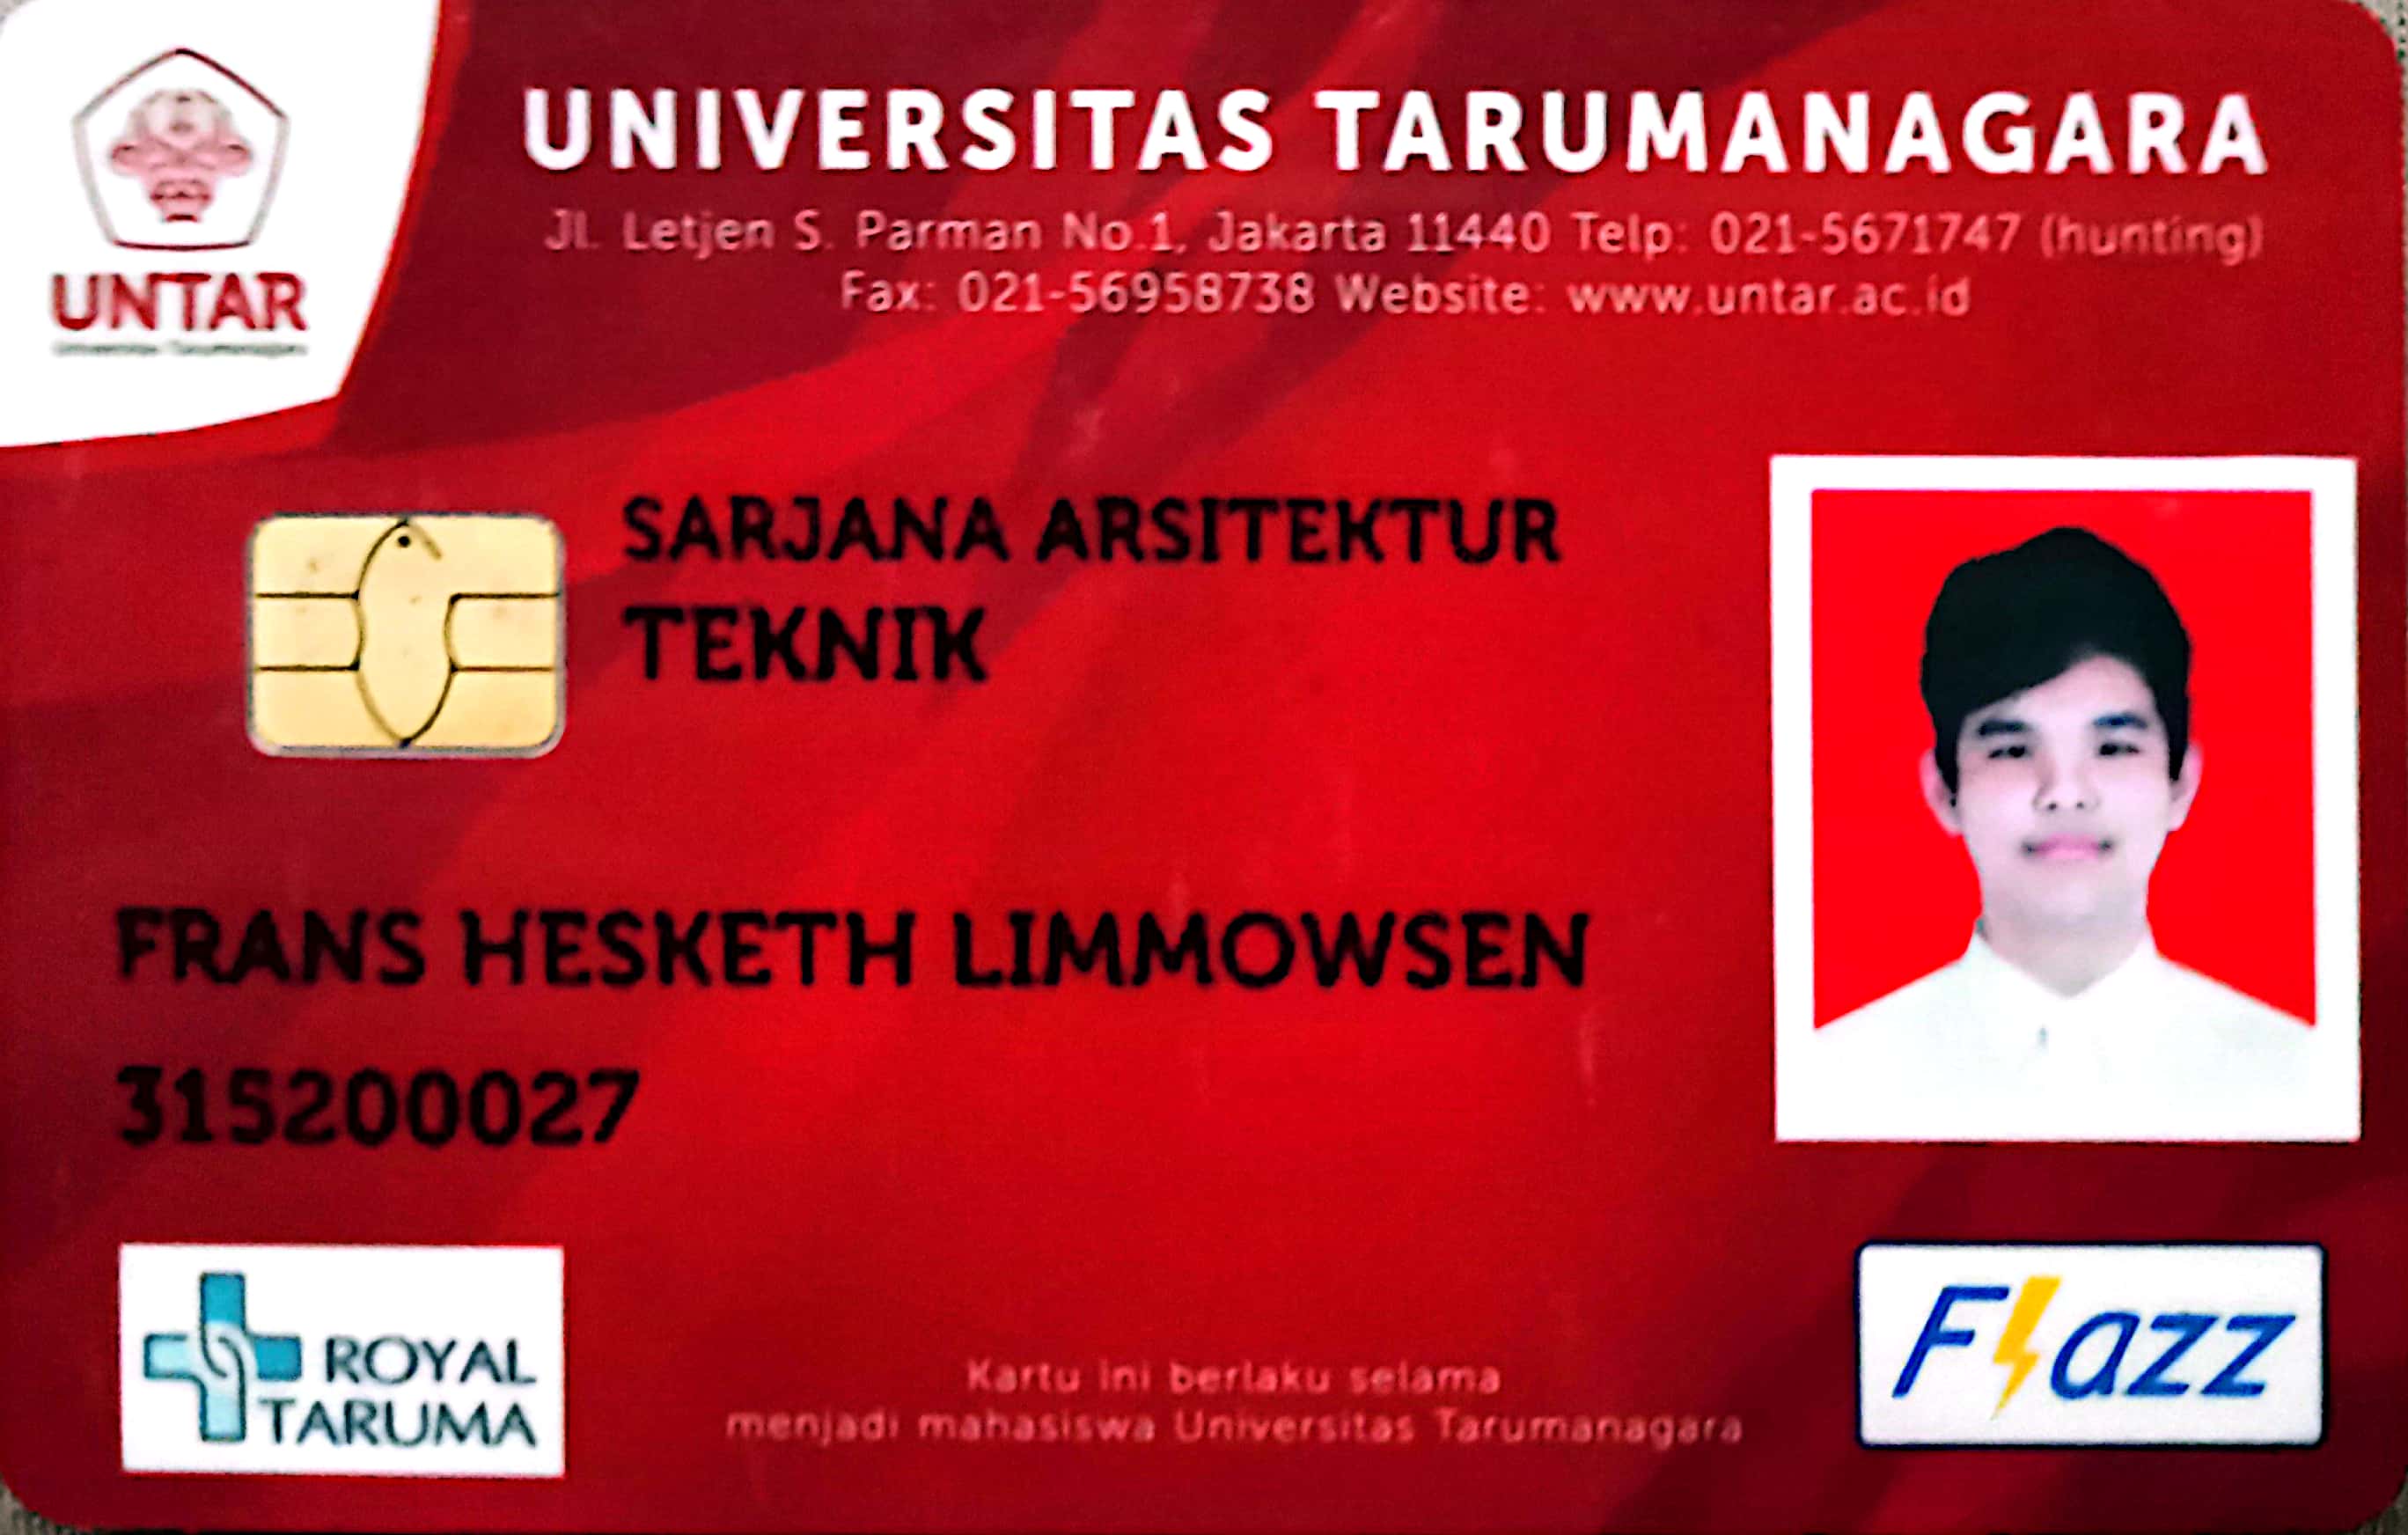 UNIVERSITAS TARUMANAGARA
Jl. Letjen S. Parman No.1, Jakarta 11440 Telp: 021-5671747 (hunting)
Fax: 021-56958738 Website: www.untar.ac.id
UNTAR
Universitas Tarumanagara
SARJANA ARSITEKTUR
TEKNIK
FRANS HESKETH LIMMOWSEN
315200027
ROYAL
TARUMA
Kartu ini berlaku selama
menjadi mahasiswa Universitas Tarumanagara
Flazz